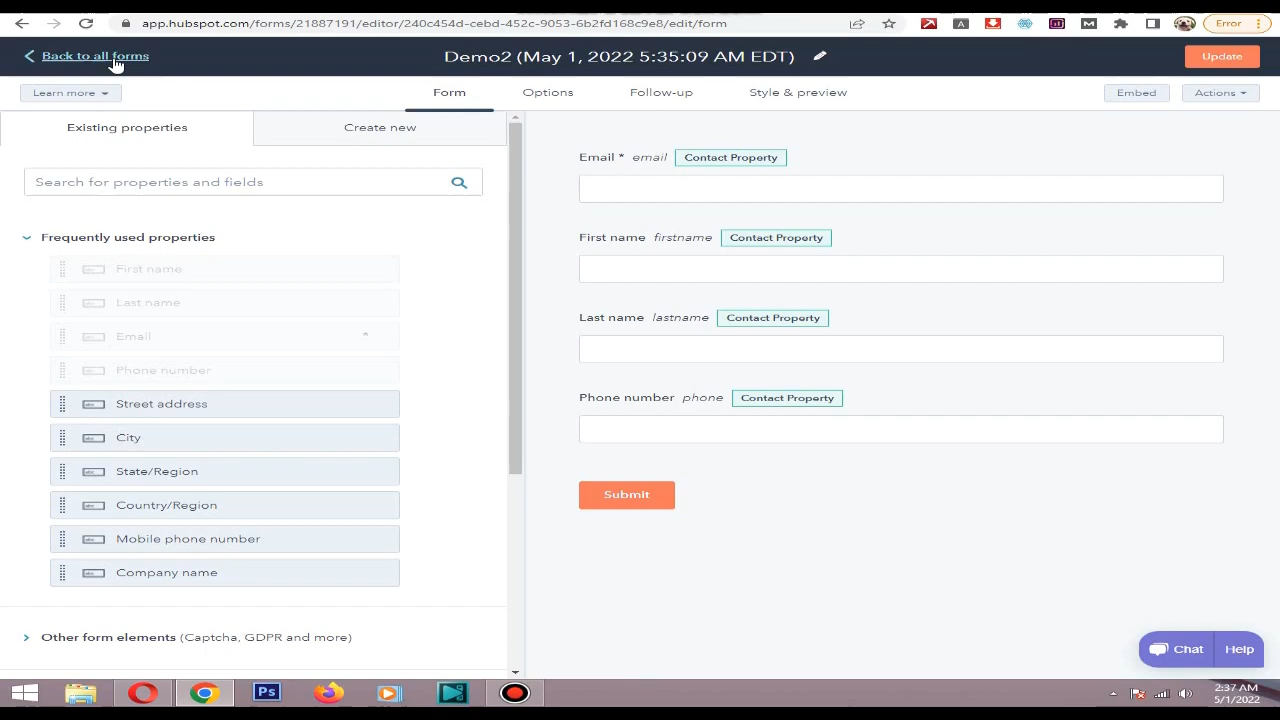 app.hubspot.com/forms/21887191/editor/240c454d-cebd-452c-9053-6b2fd168c9e8/edit/form
Error
Back to all forms
Demo2 (May 1, 2022 5:35:09 AM EDT)
Update
Learn more
Form
Options
Follow-up
Style & preview
Embed
Actions
Existing properties
Create new
Search for properties and fields
Frequently used properties
First name
Last name
Email
Phone number
Street address
City
State/Region
Country/Region
Mobile phone number
Company name
Other form elements (Captcha, GDPR and more)
Email * email Contact Property
First name firstname Contact Property
Last name lastname Contact Property
Phone number phone Contact Property
Submit
Chat
Help
Ps
2:37 AM
5/1/2022